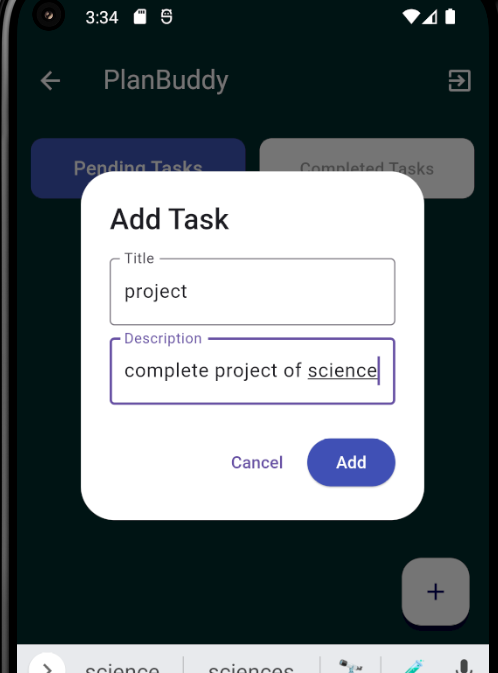 3:34
PlanBuddy
Pending Tasks
Completed Tasks
Add Task
Title
project
Description
complete project of science
Cancel
Add
+
science
sciences